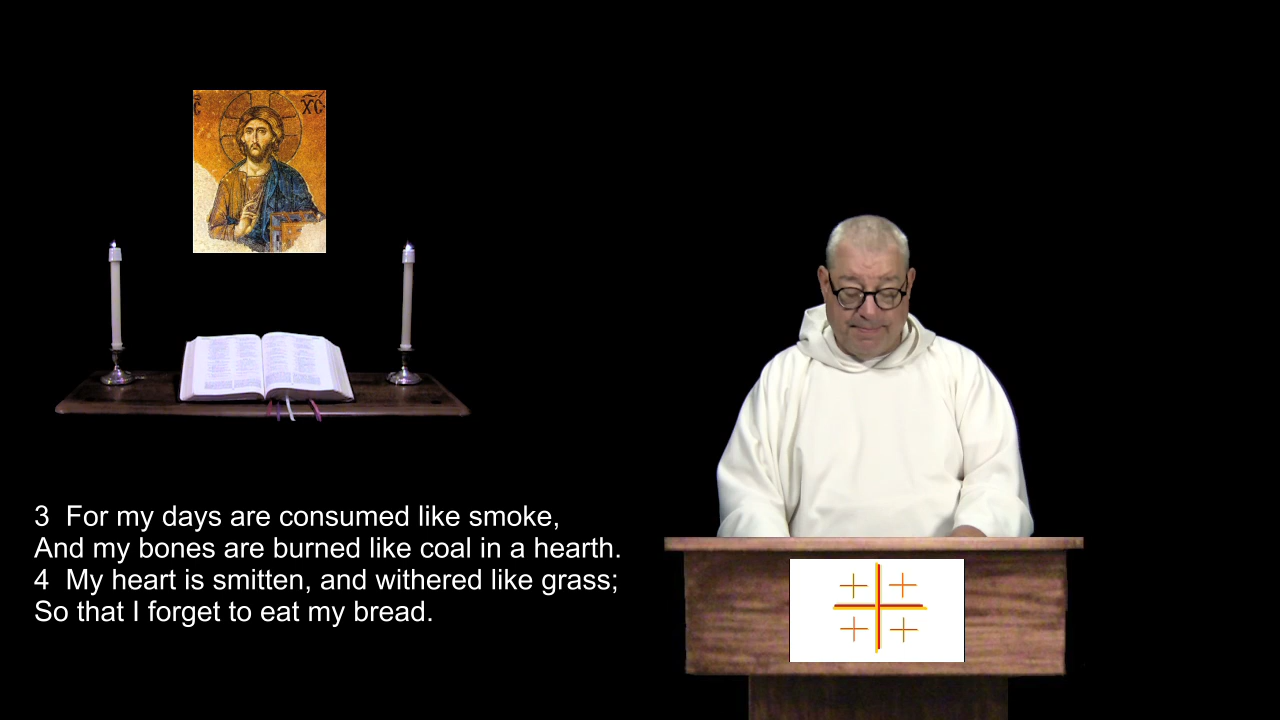 XC
3 For my days are consumed like smoke,
And my bones are burned like coal in a hearth.
4 My heart is smitten, and withered like grass;
So that I forget to eat my bread.